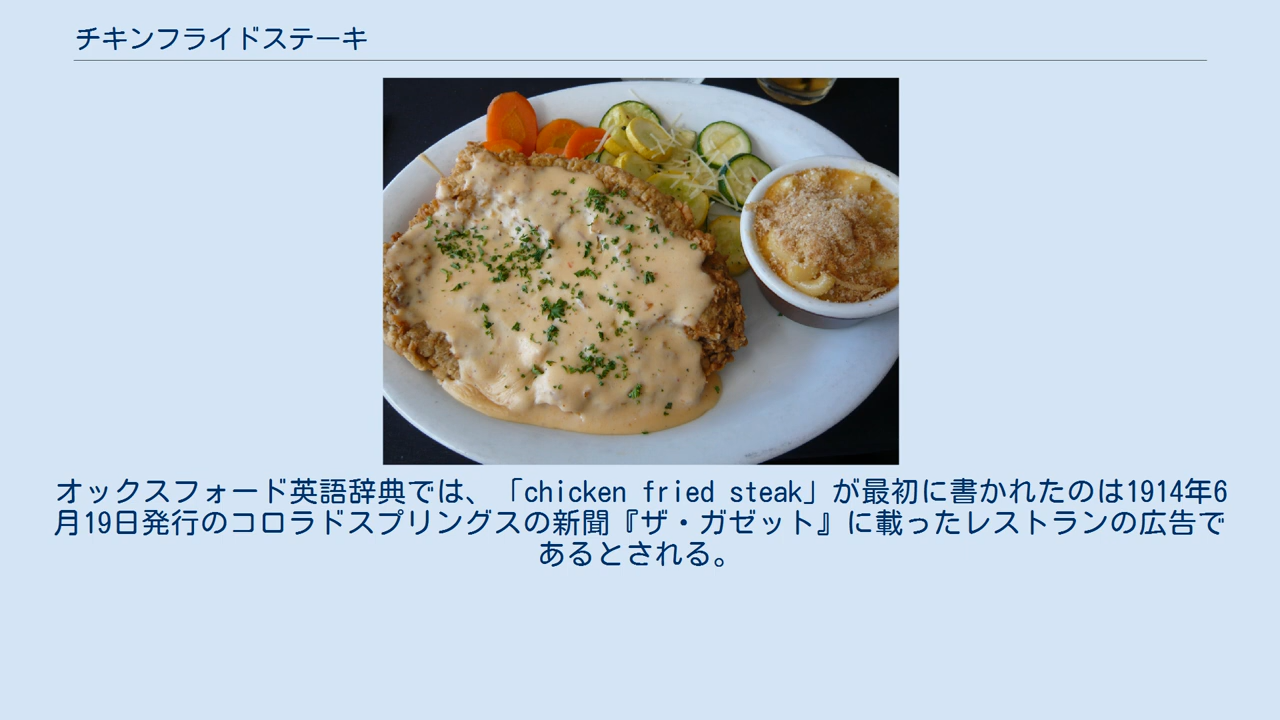 チキンフライドステーキ
オックスフォード英語辞典では、「chicken fried steak」が最初に書かれたのは1914年6
月19日発行のコロラドスプリングスの新聞『ザ・ガゼット』に載ったレストランの広告で
あるとされる。